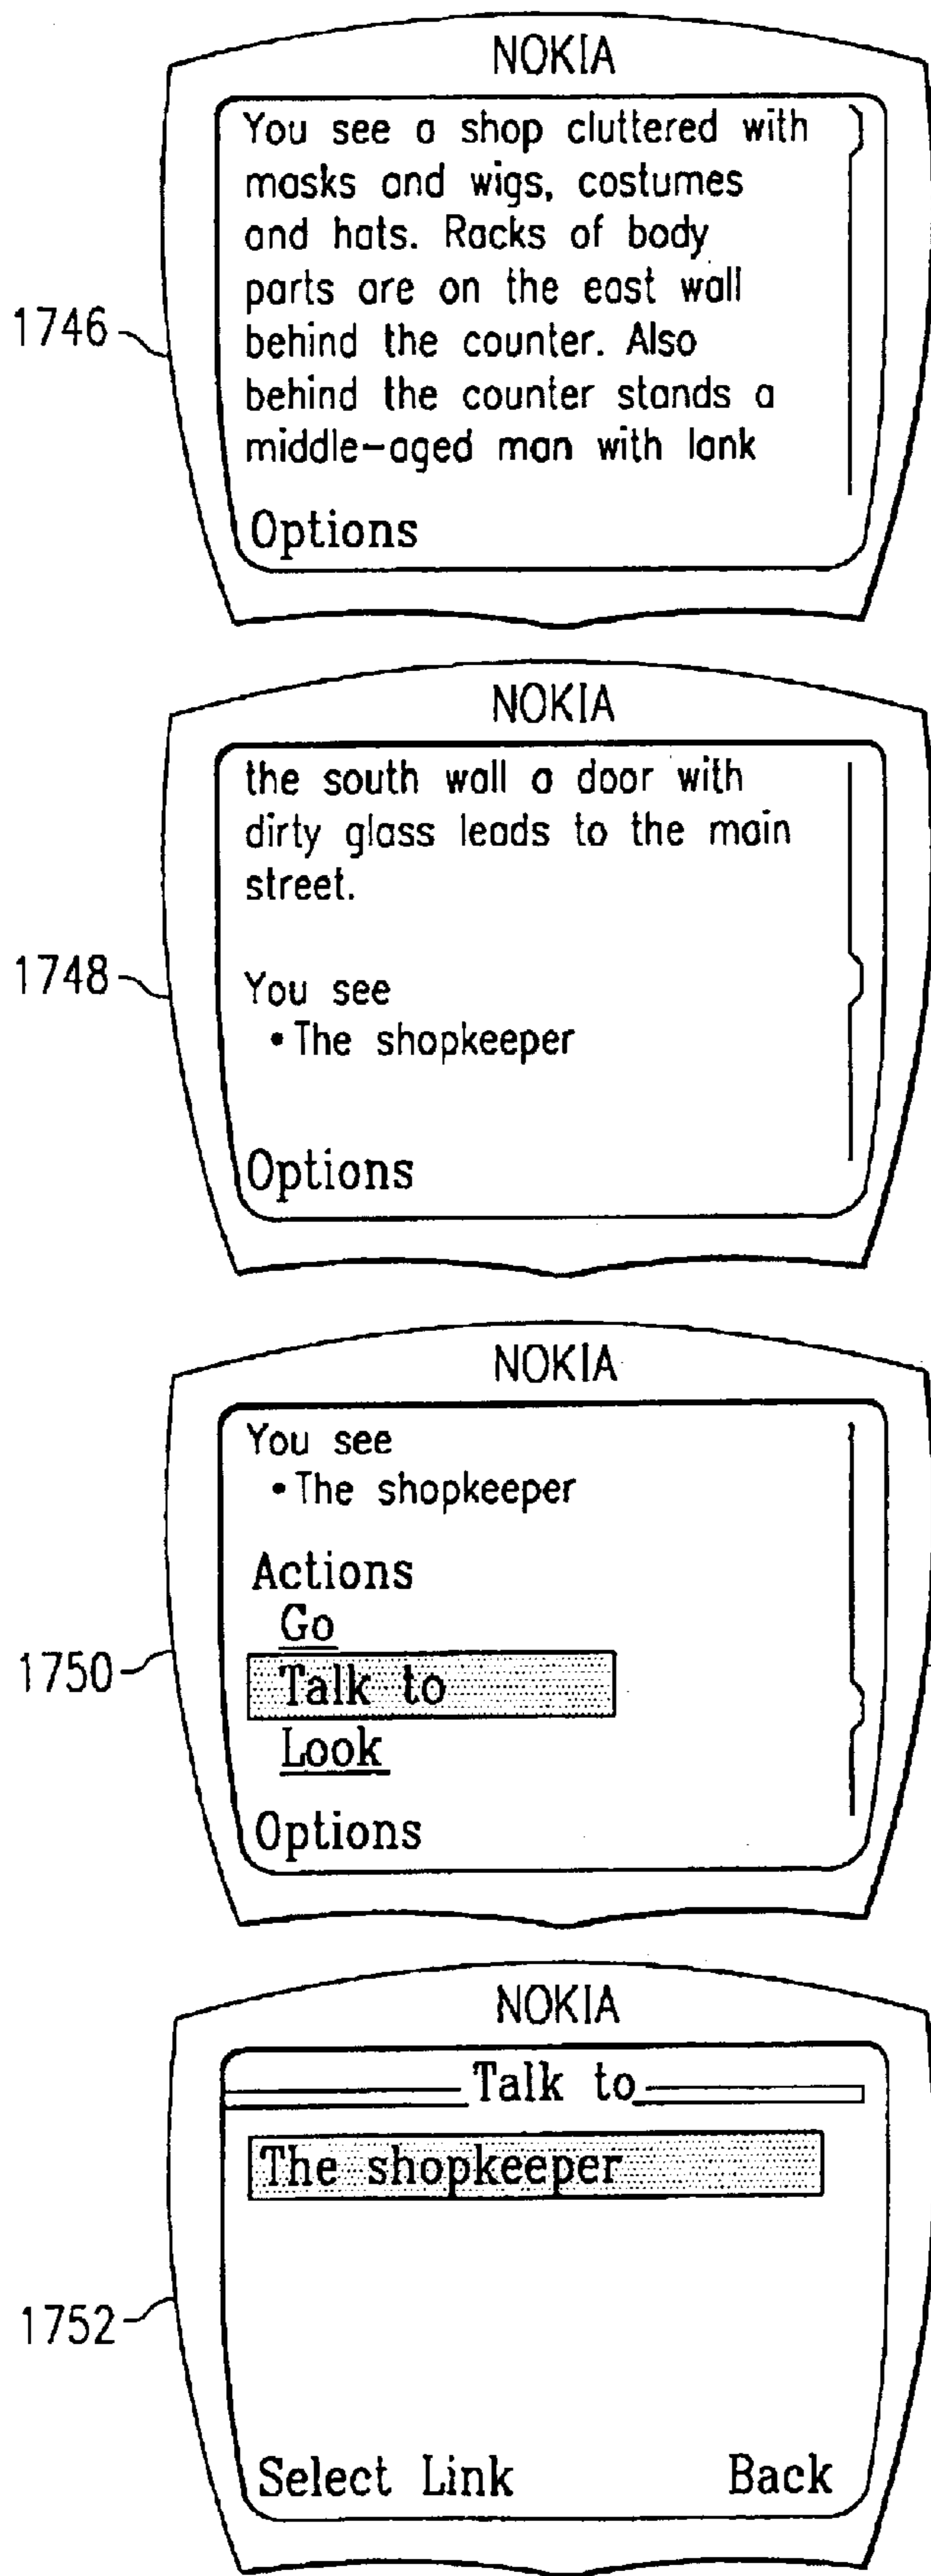 NOKIA
You see a shop cluttered with
masks and wigs, costumes
and hats. Racks of body
parts are on the east wall
behind the counter. Also
behind the counter stands a
middle-aged man with lank
Options
1746
NOKIA
the south wall a door with
dirty glass leads to the main
street.
You see
• The shopkeeper
Options
1748
NOKIA
You see
• The shopkeeper
Actions
Go
Talk to
Look
Options
1750
NOKIA
Talk to
The shopkeeper
Select Link Back
1752